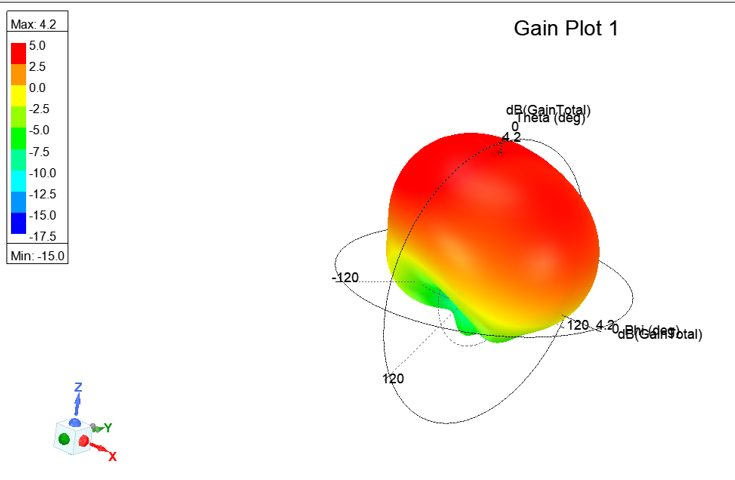 Gain Plot 1
Max: 4.2
5.0
2.5
0.0
-2.5
-5.0
-7.5
-10.0
-12.5
-15.0
-17.5
Min: -15.0
dB(GainTotal)
Theta (deg)
0
4.2
-120
120
4.2
0
Phi (deg)
dB(GainTotal)
120
Z
Y
X